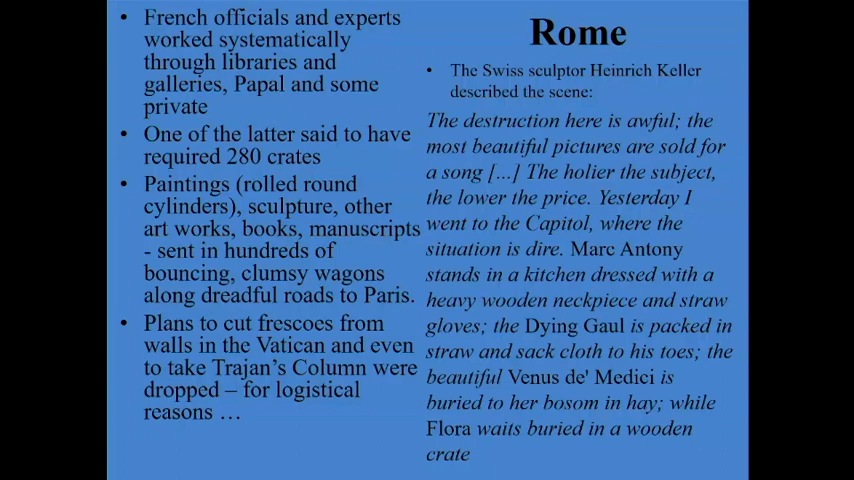 • French officials and experts
worked systematically
through libraries and
galleries, Papal and some
private
• One of the latter said to have
required 280 crates
• Paintings (rolled round
cylinders), sculpture, other
art works, books, manuscripts
- sent in hundreds of
bouncing, clumsy wagons
along dreadful roads to Paris.
• Plans to cut frescoes from
walls in the Vatican and even
to take Trajan's Column were
dropped – for logistical
reasons …
Rome
• The Swiss sculptor Heinrich Keller
described the scene:
The destruction here is awful; the
most beautiful pictures are sold for
a song [...] The holier the subject,
the lower the price. Yesterday I
went to the Capitol, where the
situation is dire. Marc Antony
stands in a kitchen dressed with a
heavy wooden neckpiece and straw
gloves; the Dying Gaul is packed in
straw and sack cloth to his toes; the
beautiful Venus de' Medici is
buried to her bosom in hay; while
Flora waits buried in a wooden
crate